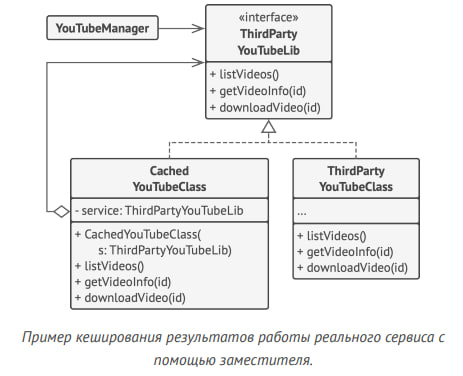 YouTubeManager
«interface»
ThirdParty
YouTubeLib
+ listVideos()
+ getVideoInfo(id)
+ downloadVideo(id)
Cached
YouTubeClass
- service: ThirdPartyYouTubeLib
+ CachedYouTubeClass(
s: ThirdPartyYouTubeLib)
+ listVideos()
+ getVideoInfo(id)
+ downloadVideo(id)
ThirdParty
YouTubeClass
...
+ listVideos()
+ getVideoInfo(id)
+ downloadVideo(id)
Пример кеширования результатов работы реального сервиса с
помощью заместителя.